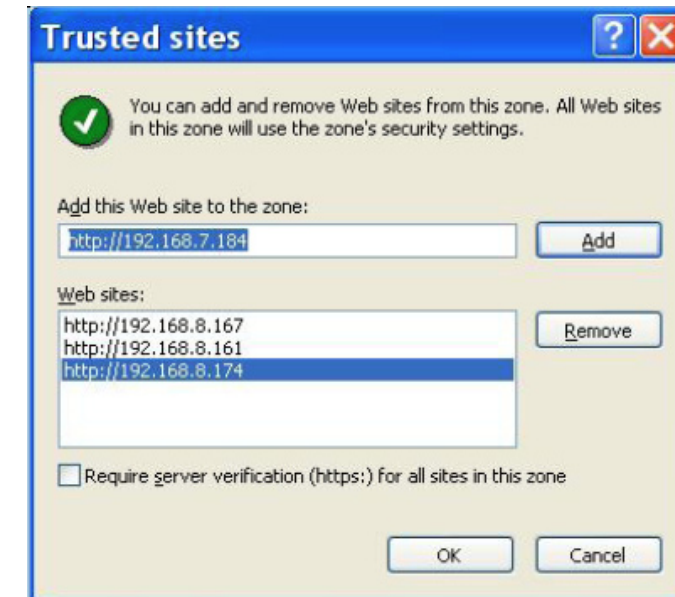 Trusted sites
You can add and remove Web sites from this zone. All Web sites
in this zone will use the zone's security settings.
Add this Web site to the zone:
http://192.168.7.184
Add
Web sites:
http://192.168.8.167
Remove
http://192.168.8.161
http://192.168.8.174
Require server verification (https:) for all sites in this zone
OK
Cancel